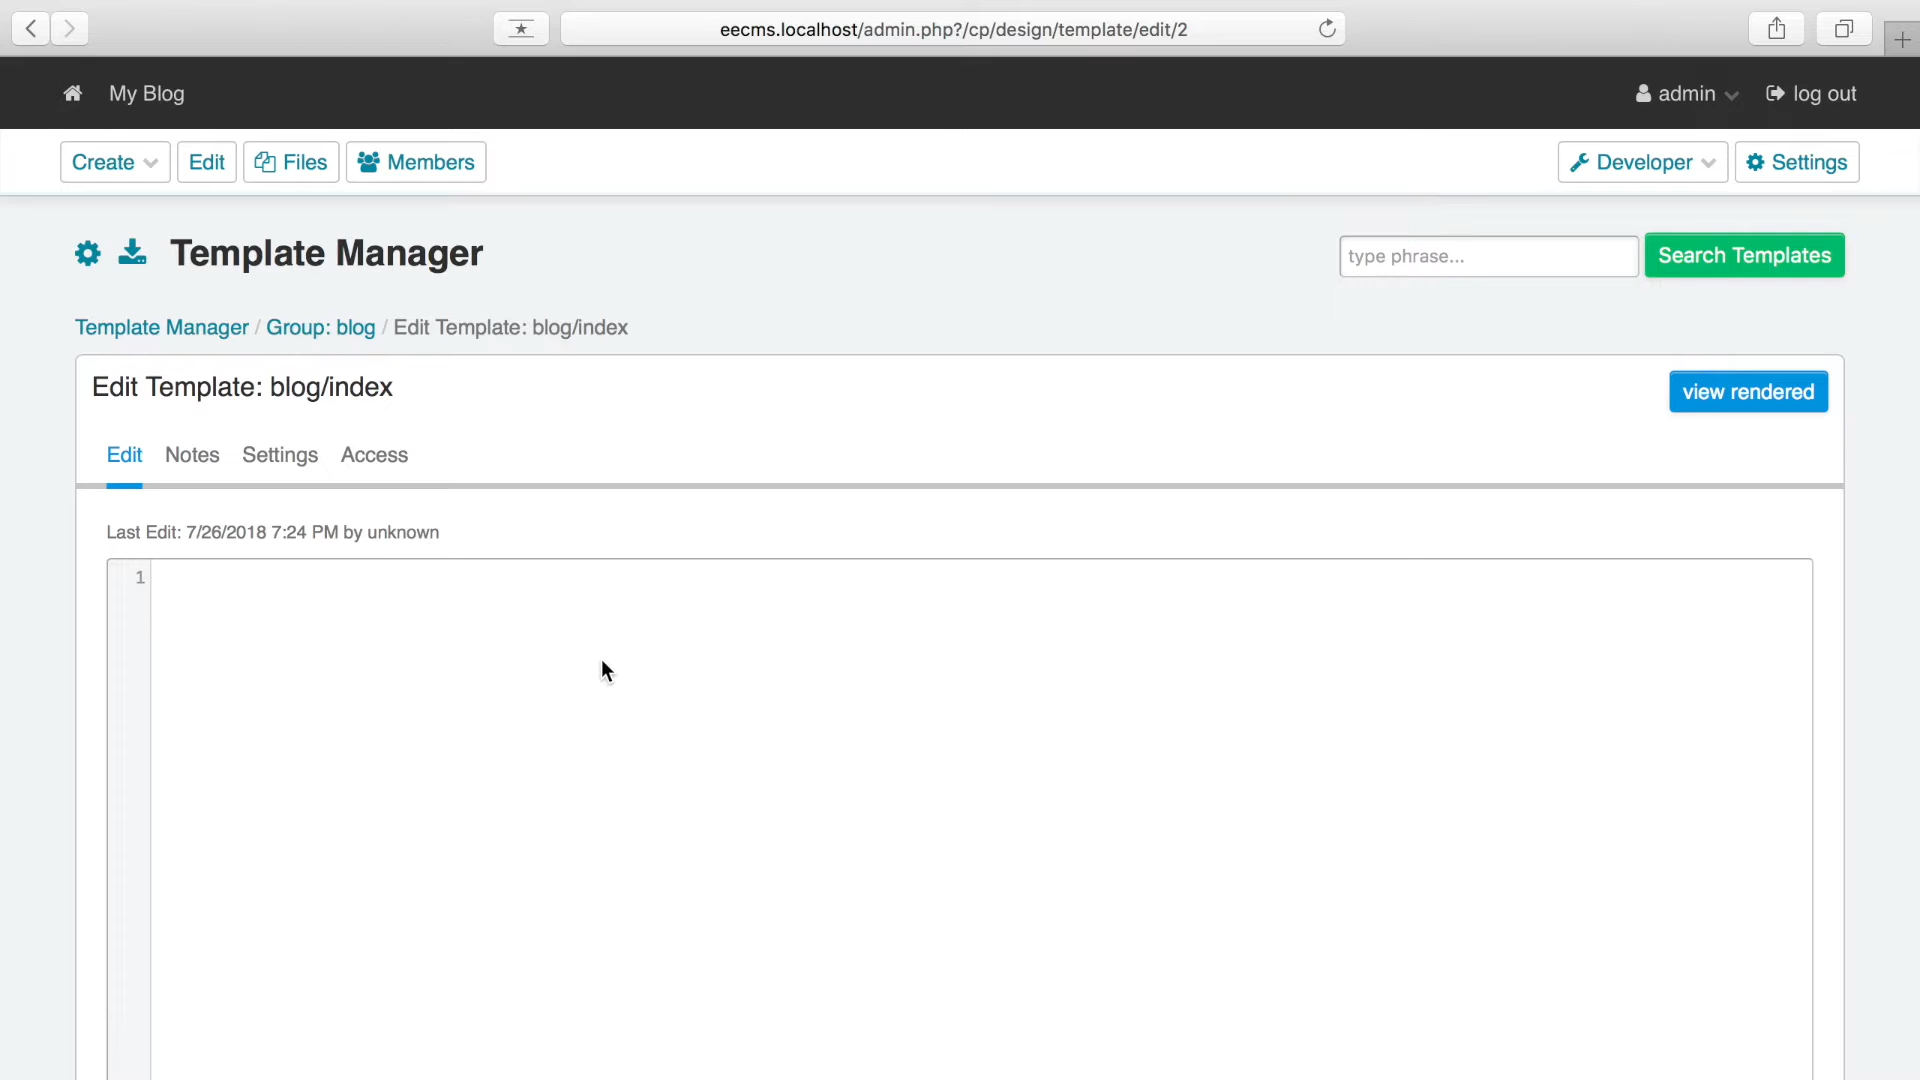 eecms.localhost/admin.php?/cp/design/template/edit/2
My Blog
admin
log out
Create
Edit
Files
Members
Developer
Settings
Template Manager
type phrase...
Search Templates
Template Manager / Group: blog / Edit Template: blog/index
Edit Template: blog/index
view rendered
Edit
Notes
Settings
Access
Last Edit: 7/26/2018 7:24 PM by unknown
1